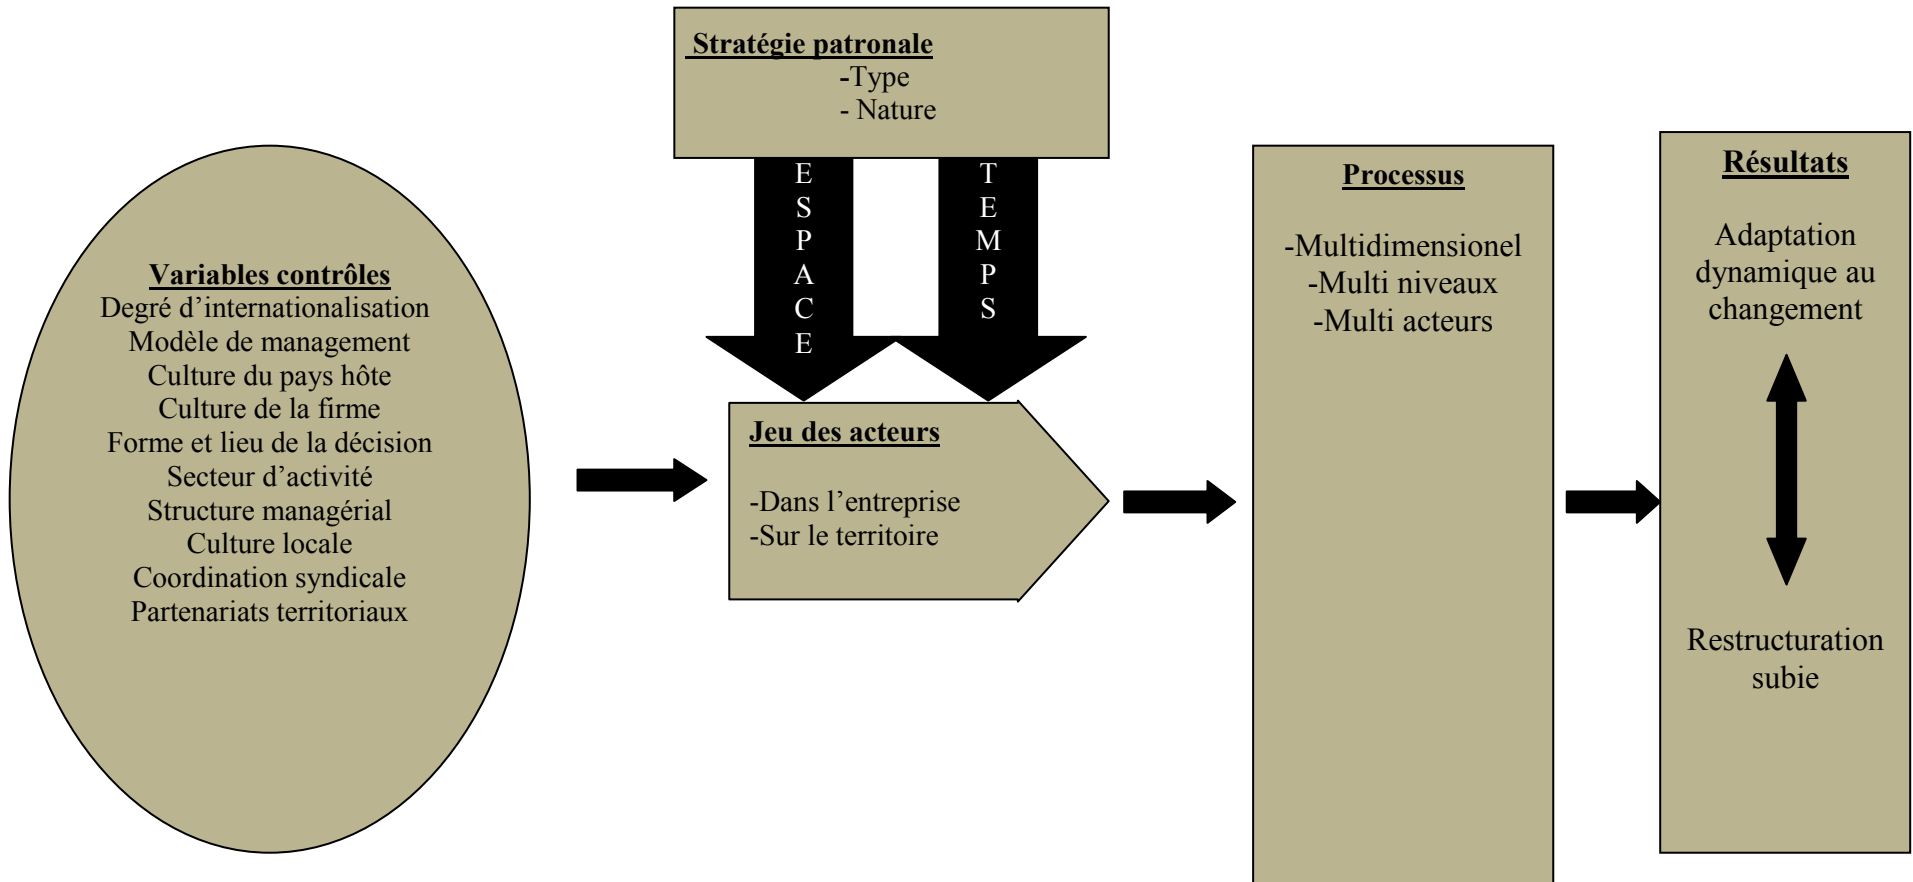 Stratégie patronale
-Type
- Nature
E
S
P
A
C
E
T
E
M
P
S
Variables contrôles
Degré d’internationalisation
Modèle de management
Culture du pays hôte
Culture de la firme
Forme et lieu de la décision
Secteur d’activité
Structure managérial
Culture locale
Coordination syndicale
Partenariats territoriaux
Jeu des acteurs
-Dans l’entreprise
-Sur le territoire
Processus
-Multidimensionel
-Multi niveaux
-Multi acteurs
Résultats
Adaptation
dynamique au
changement
Restructuration
subie